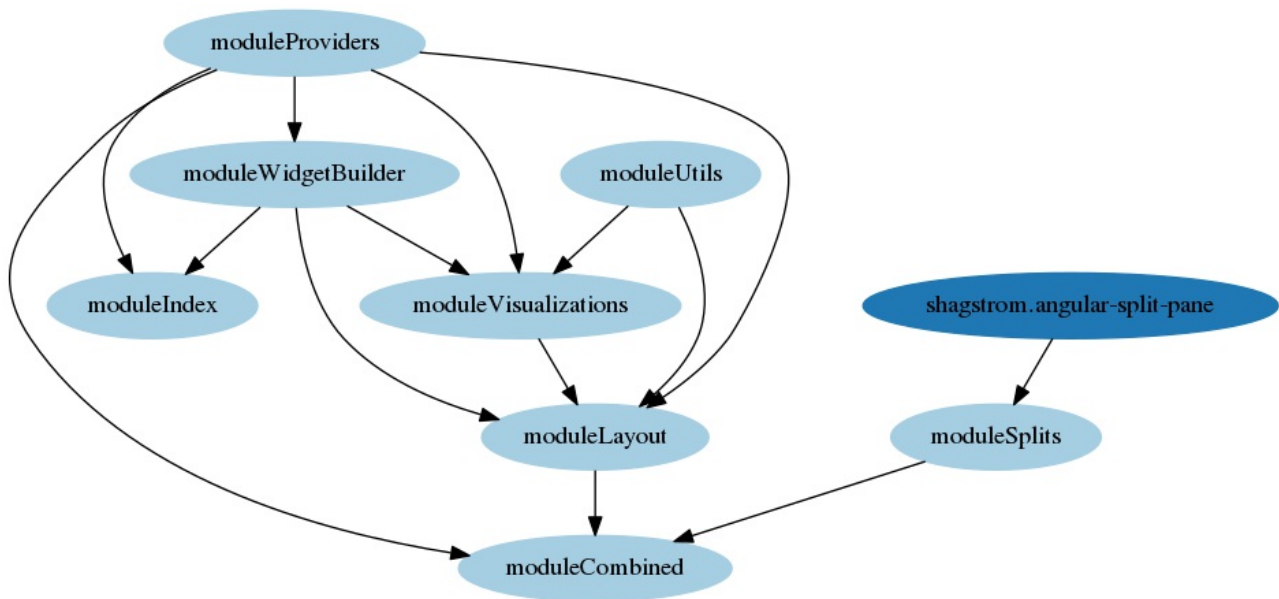 moduleProviders
moduleWidgetBuilder
moduleUtils
moduleIndex
moduleVisualizations
shagstrom.angular-split-pane
moduleLayout
moduleSplits
moduleCombined